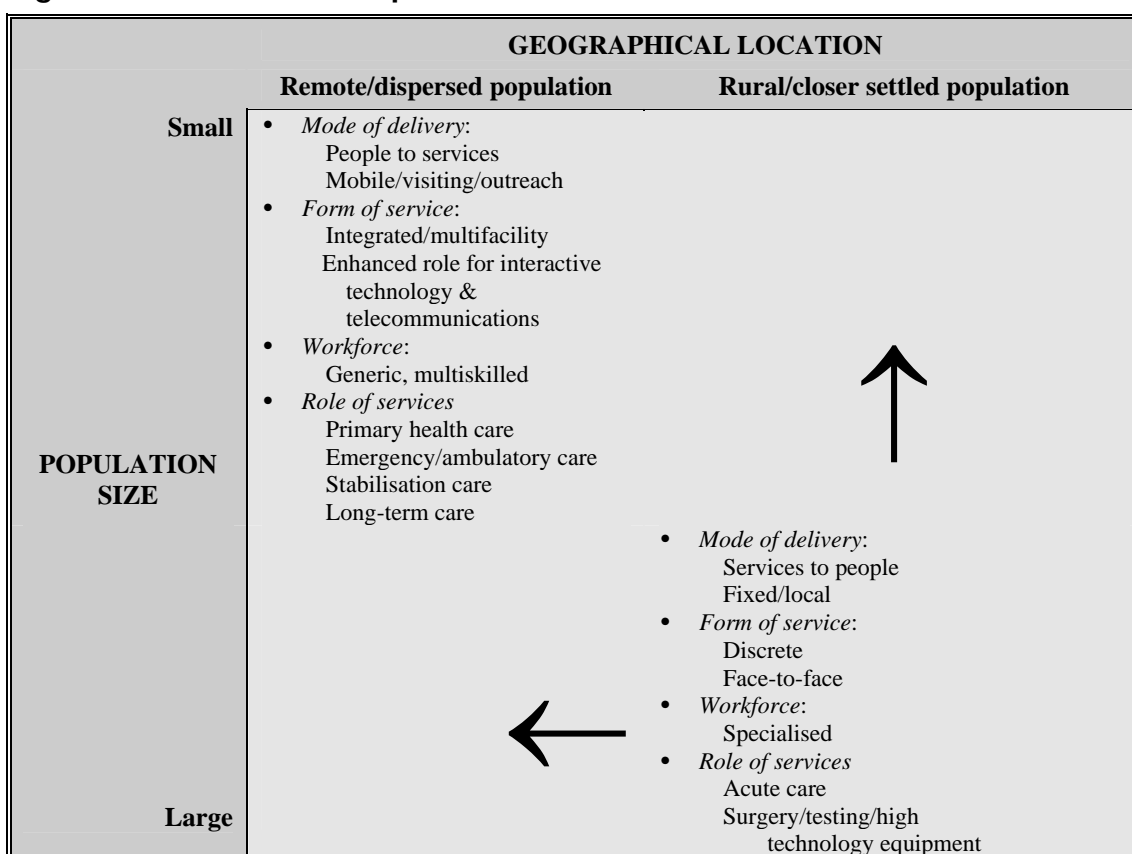 GEOGRAPHICAL LOCATION
Remote/dispersed population
Rural/closer settled population
Small
• Mode of delivery:
People to services
Mobile/visiting/outreach
• Form of service:
Integrated/multifacility
Enhanced role for interactive
technology &
telecommunications
• Workforce:
Generic, multiskilled
• Role of services
Primary health care
Emergency/ambulatory care
Stabilisation care
Long-term care
POPULATION
SIZE
• Mode of delivery:
Services to people
Fixed/local
• Form of service:
Discrete
Face-to-face
• Workforce:
Specialised
• Role of services
Acute care
Surgery/testing/high
technology equipment
Large